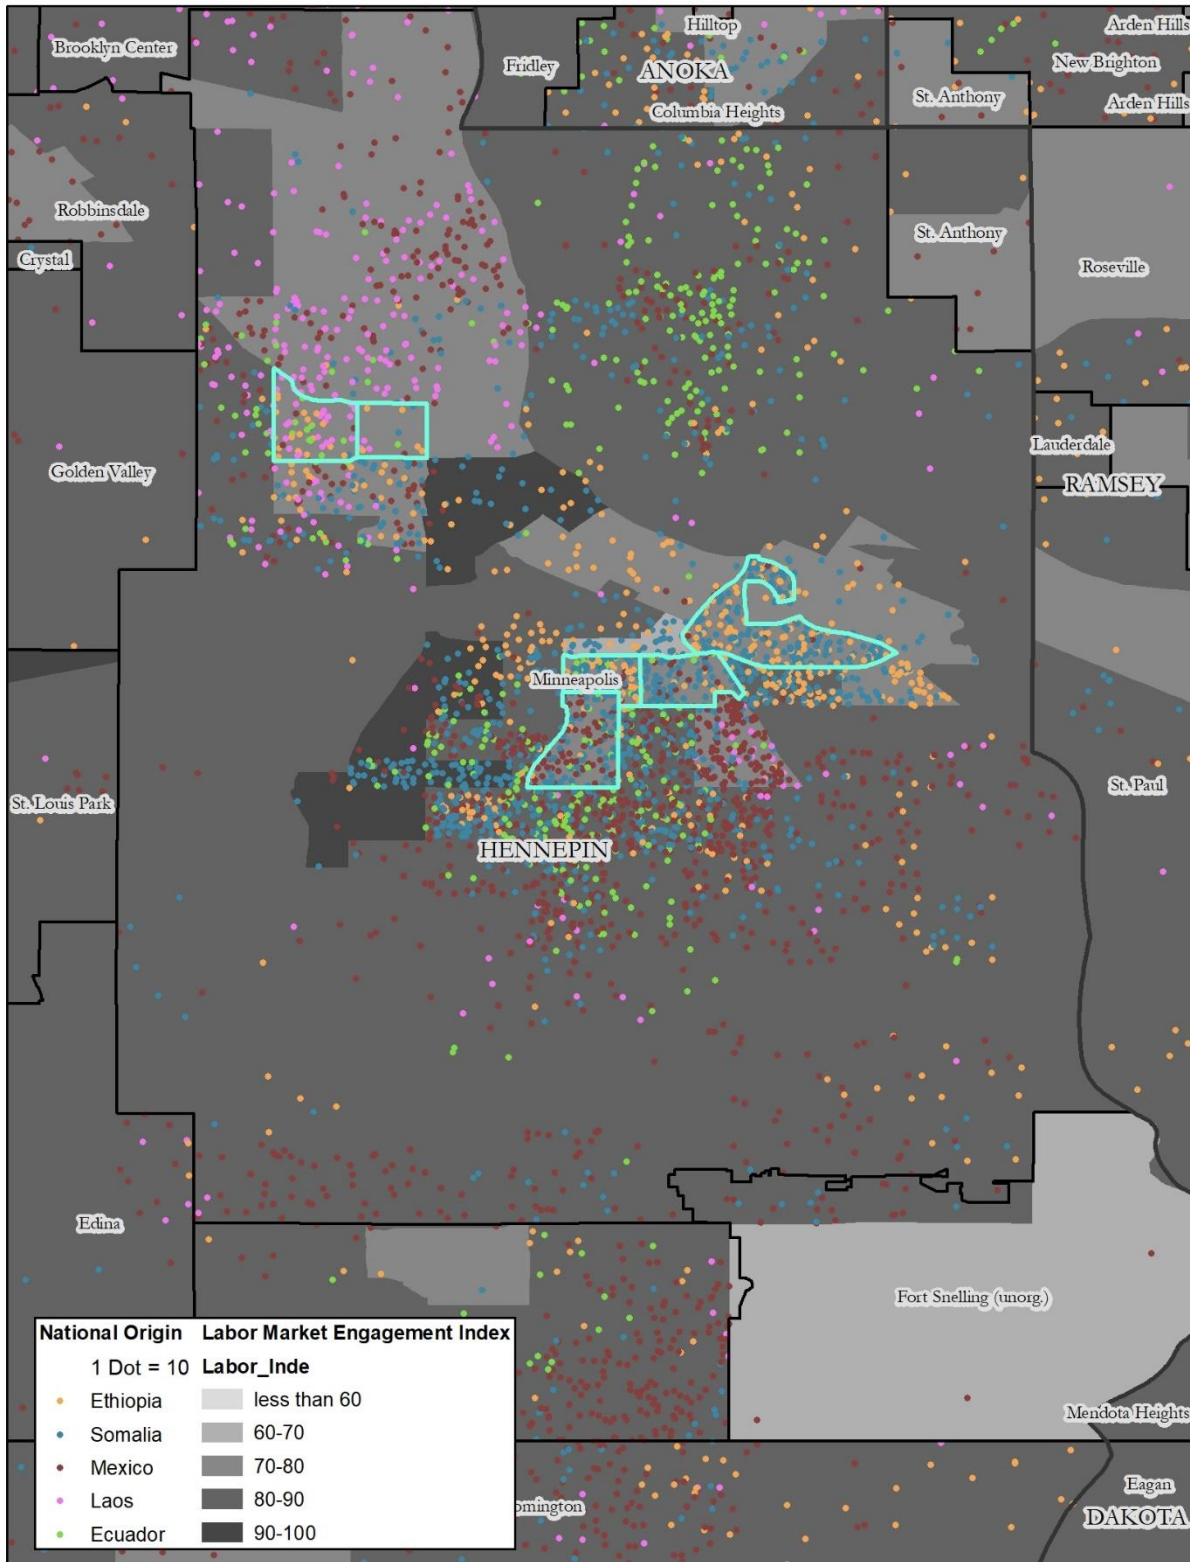 Hilltop
Arden Hills
Brooklyn Center
Fridley
ANOKA
New Brighton
St. Anthony
Columbia Heights
Arden Hills
Robbinsdale
St. Anthony
Crystal
Roseville
Lauderdale
Golden Valley
RAMSEY
Minneapolis
St. Louis Park
St. Paul
HENNEPIN
Edina
Fort Snelling (unorg.)
National Origin Labor Market Engagement Index
1 Dot = 10 Labor_Inde
Ethiopia less than 60
Somalia 60-70
Mexico 70-80
Laos 80-90
Ecuador 90-100
Mendota Heights
omington
Eagan
DAKOTA